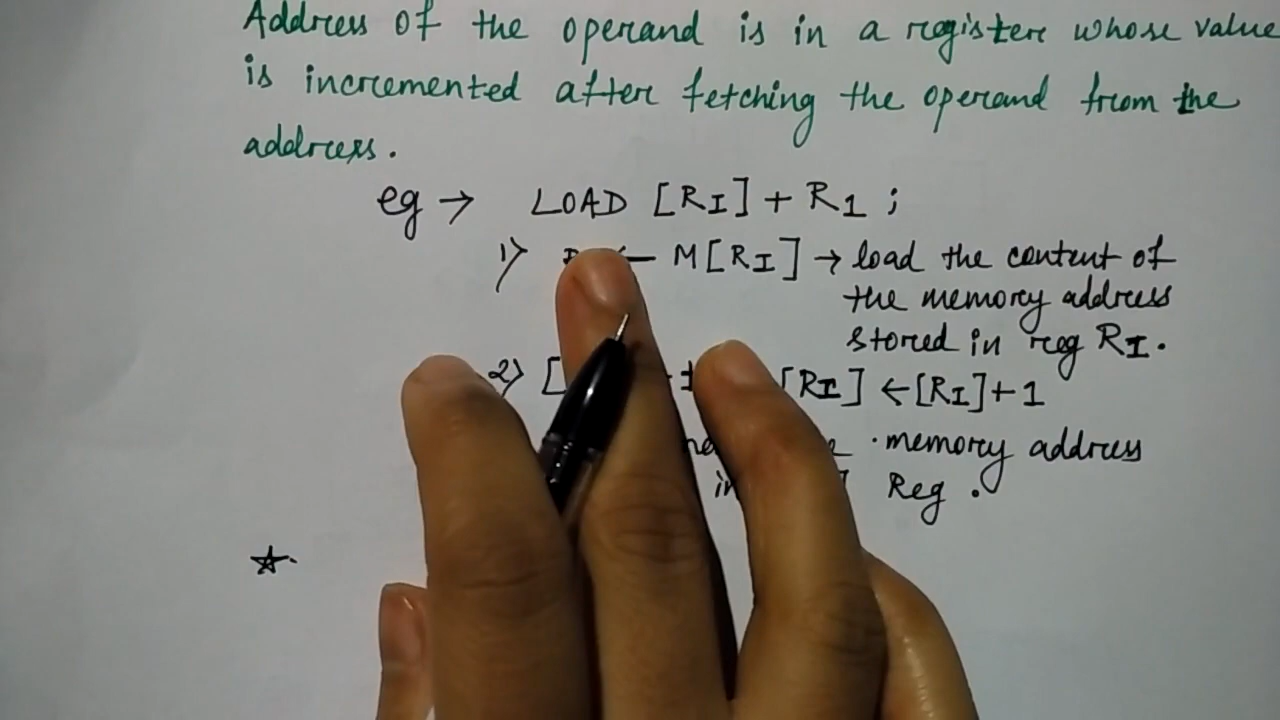 Address of the operand is in a register whose value
is incremented after fetching the operand from the
address.
eg → LOAD [RI] + R1 ;
1) ← M[RI] → load the content of
the memory address
stored in reg RI.
2) [ [RI] ← [RI]+1
memory address
Reg.